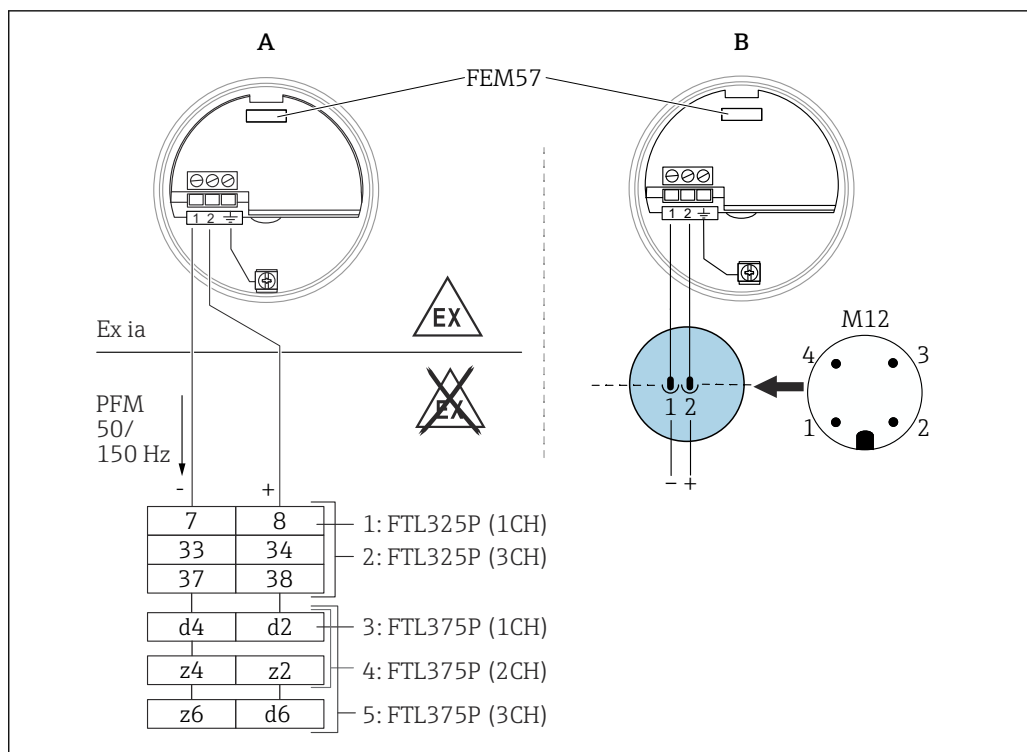 A B
FEM57
1 2
1 2
Ex ia
EX
M12
4 3
PFM
50/
150 Hz
EX
1 2
1 2
- +
- +
7 8 1: FTL325P (1CH)
33 34 2: FTL325P (3CH)
37 38
d4 d2 3: FTL375P (1CH)
z4 z2 4: FTL375P (2CH)
z6 d6 5: FTL375P (3CH)